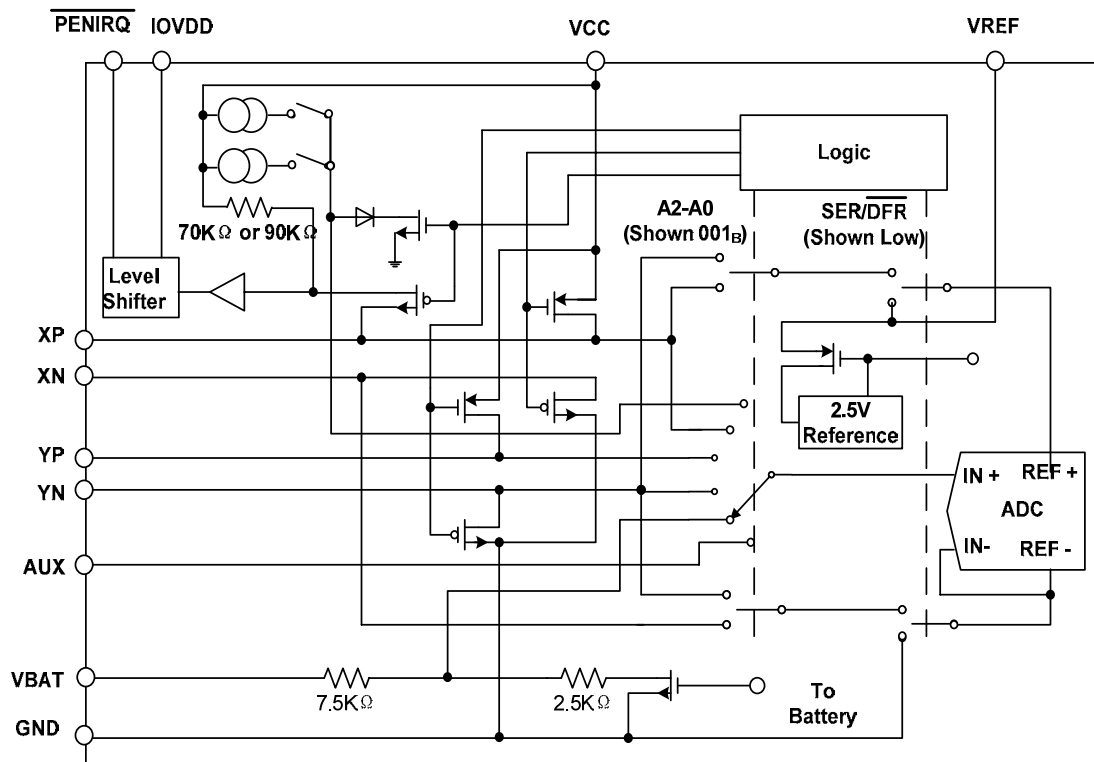 PENIRQ IOVDD VCC VREF
Logic
70KΩ or 90KΩ
A2-A0
(Shown 001B)
SER/DFR
(Shown Low)
Level
Shifter
XP
XN
2.5V
Reference
YP
YN
IN + REF +
ADC
IN- REF -
AUX
VBAT
7.5KΩ
2.5KΩ
To
Battery
GND